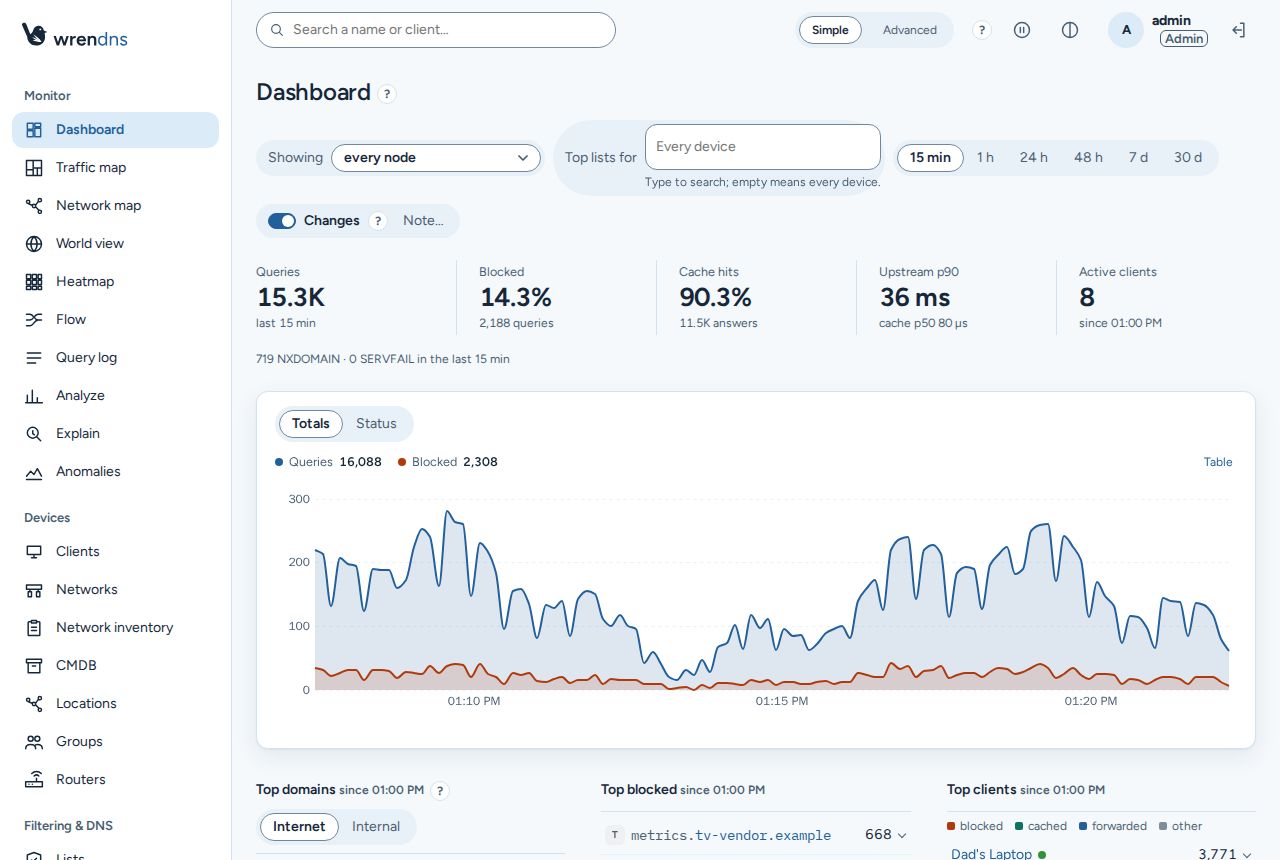 wrendns
Search a name or client...
Simple Advanced ? A admin
Admin
Monitor
Dashboard
Traffic map
Network map
World view
Heatmap
Flow
Query log
Analyze
Explain
Anomalies
Devices
Clients
Networks
Network inventory
CMDB
Locations
Groups
Routers
Filtering & DNS
Lists
Dashboard ?
Showing every node Top lists for Every device 15 min 1 h 24 h 48 h 7 d 30 d
Type to search; empty means every device.
Changes ? Note...
Queries Blocked Cache hits Upstream p90 Active clients
15.3K 14.3% 90.3% 36 ms 8
last 15 min 2,188 queries 11.5K answers cache p50 80 µs since 01:00 PM
719 NXDOMAIN · 0 SERVFAIL in the last 15 min
Totals Status
Queries 16,088 Blocked 2,308 Table
300
200
100
0
01:10 PM 01:15 PM 01:20 PM
Top domains since 01:00 PM ? Top blocked since 01:00 PM Top clients since 01:00 PM
Internet Internal T metrics.tv-vendor.example 668 blocked cached forwarded other
Dad's Laptop 3,771